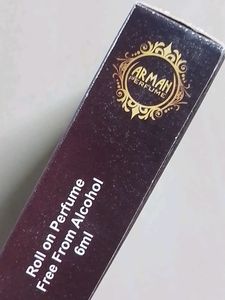 ARMAN
PERFUME
Roll on Perfume
Free From Alcohol
6ml